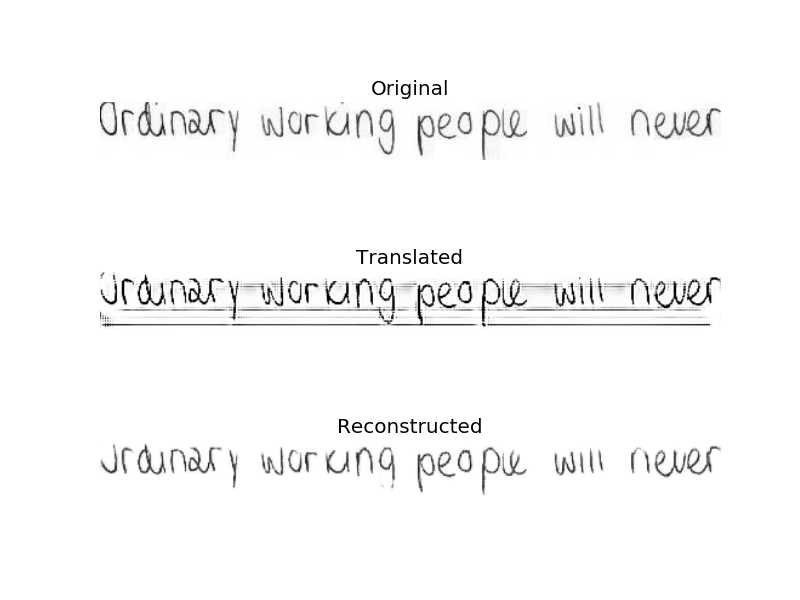 Original
Ordinary working people will never
Translated
Ordinary working people will never
Reconstructed
Ordinary working people will never